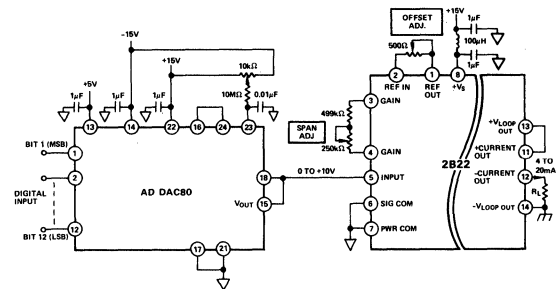 OFFSET
ADJ.
+15V
1μF
100μH
1μF
500Ω
2
1
8
REF IN
REF
OUT
+VS
–15V
+15V
10kΩ
+5V
1μF
1μF
1μF
10MΩ
0.01μF
13
14
22
16
24
23
BIT 1 (MSB)
1
2
DIGITAL
INPUT
BIT 12 (LSB)
12
AD DAC80
18
15
VOUT
17
21
0 TO +10V
499kΩ
SPAN
ADJ
250kΩ
3
GAIN
4
GAIN
5
INPUT
6
SIG COM
7
PWR COM
2B22
+VLOOP
OUT
13
+CURRENT
OUT
11
–CURRENT
OUT
12
–VLOOP OUT
14
4 TO
20mA
RL